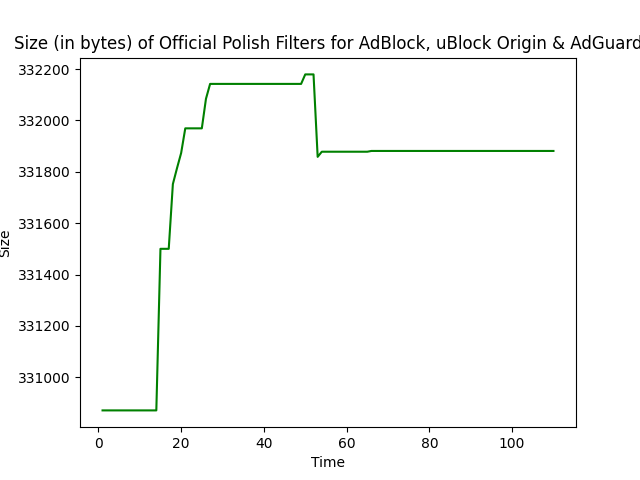 Size (in bytes) of Official Polish Filters for AdBlock, uBlock Origin & AdGuard
332200
332000
331800
331600
331400
331200
331000
Size
0 20 40 60 80 100
Time